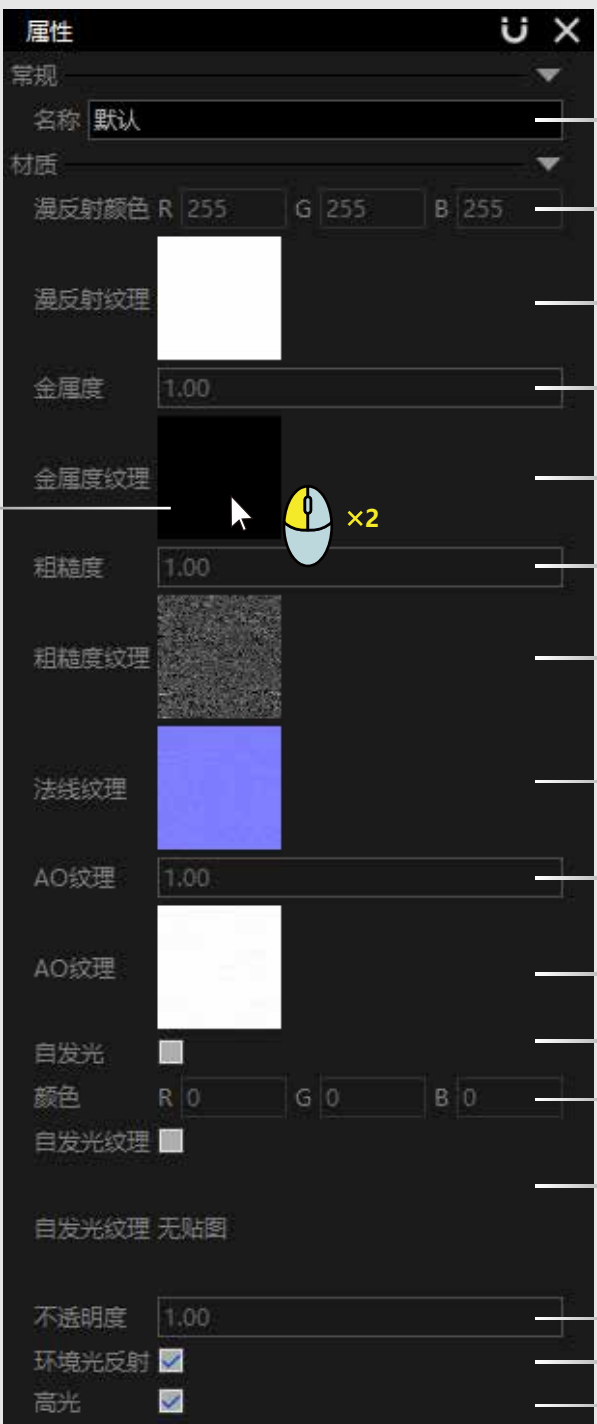 属性
常规
名称 默认
材质
漫反射颜色 R 255 G 255 B 255
漫反射纹理
金属度 1.00
金属度纹理
×2
粗糙度 1.00
粗糙度纹理
法线纹理
AO纹理 1.00
AO纹理
自发光
颜色 R 0 G 0 B 0
自发光纹理
自发光纹理 无贴图
不透明度 1.00
环境光反射
高光